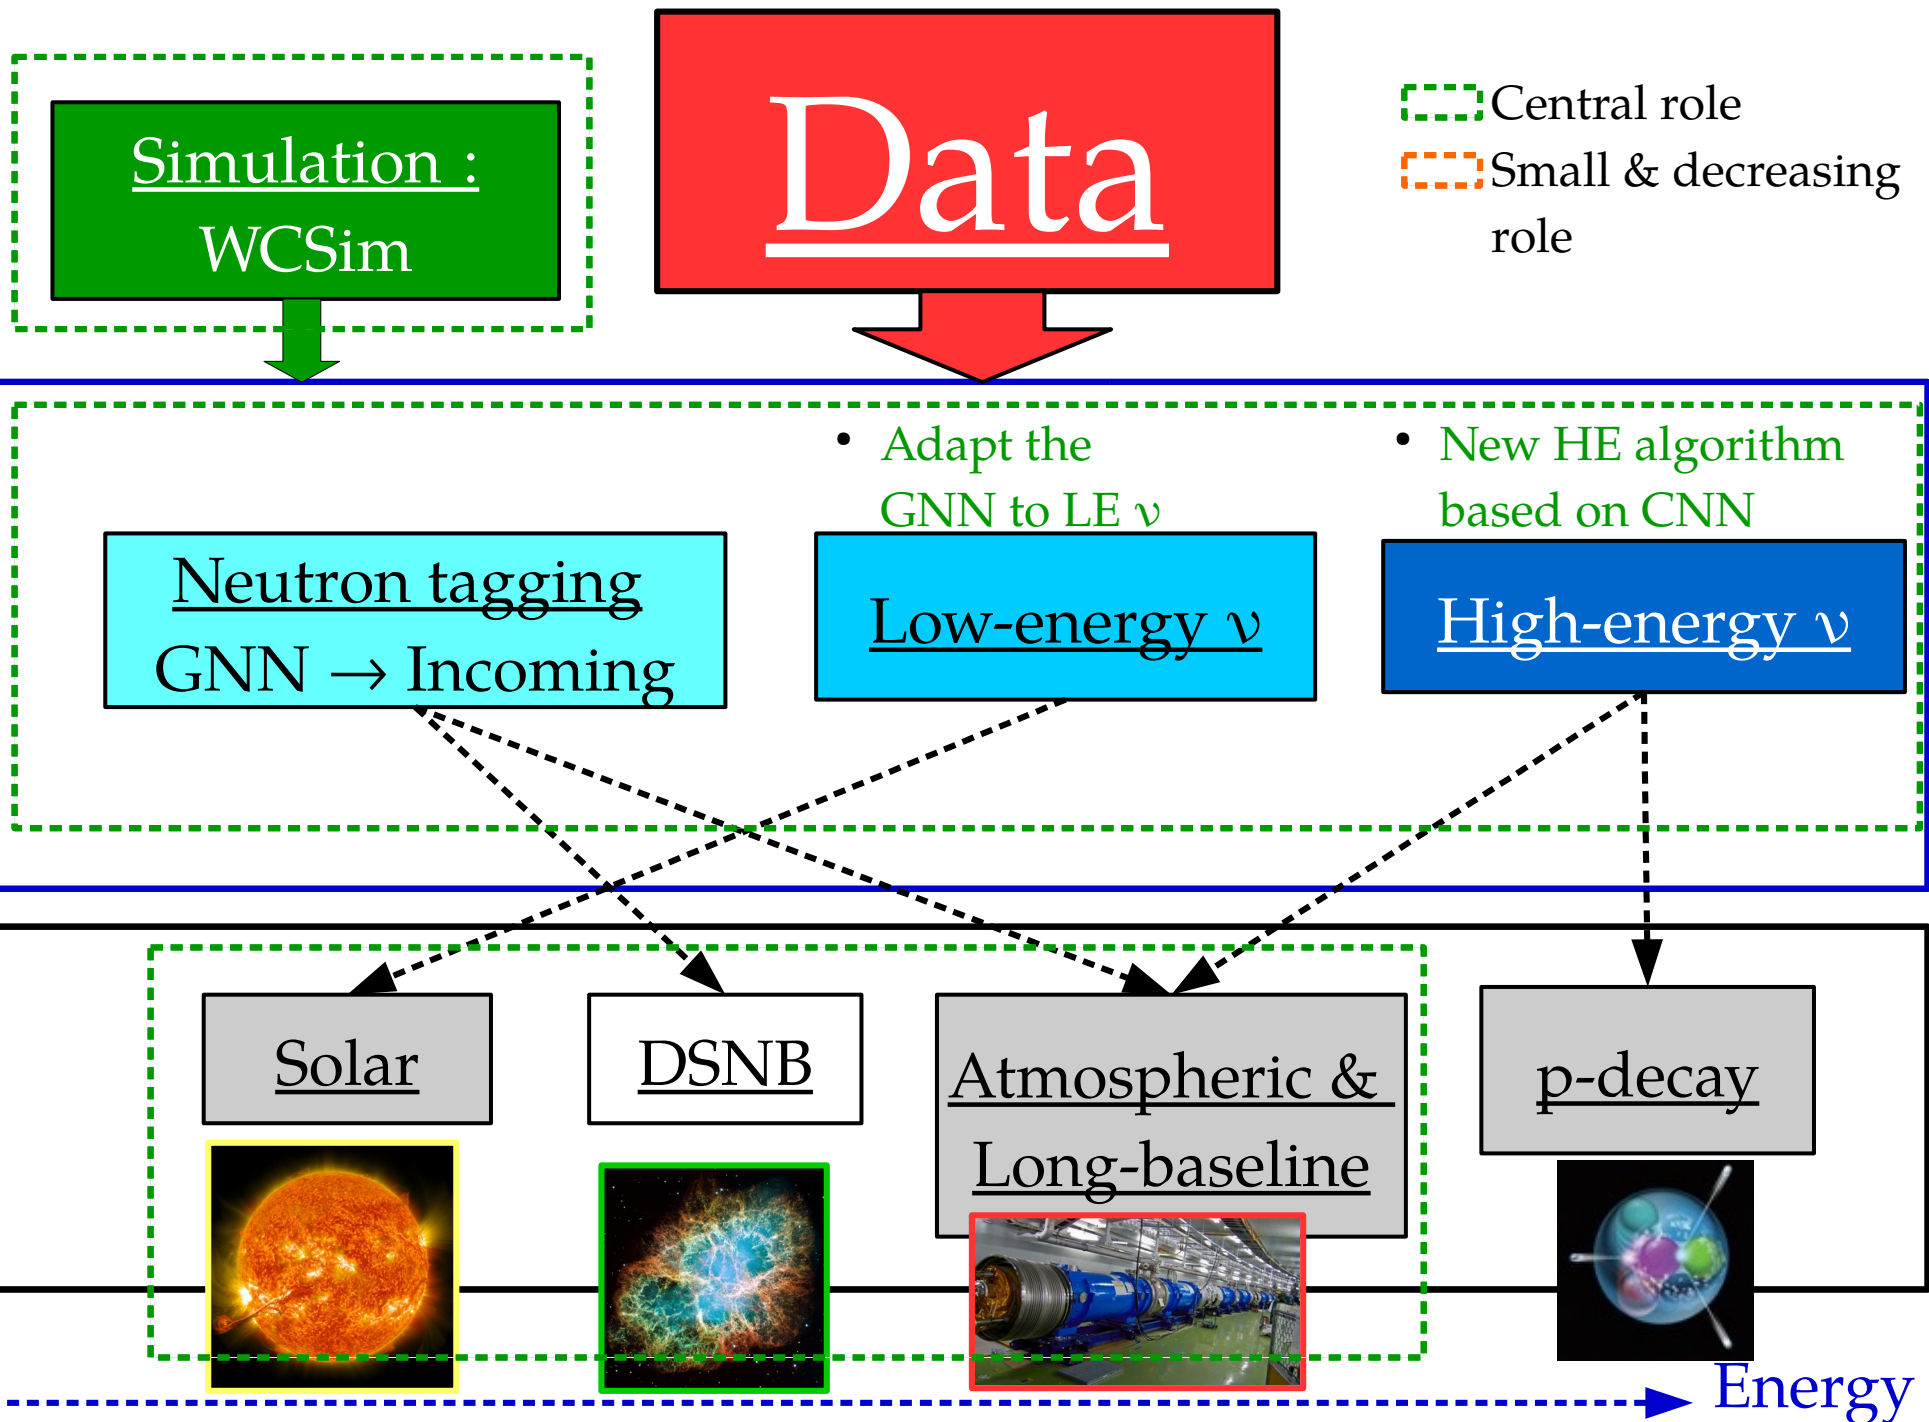 Simulation :
WCSim
Data
Central role
Small & decreasing
role
• Adapt the
GNN to LE ν
• New HE algorithm
based on CNN
Neutron tagging
GNN → Incoming
Low-energy ν
High-energy ν
Solar
DSNB
Atmospheric &
Long-baseline
p-decay
Energy